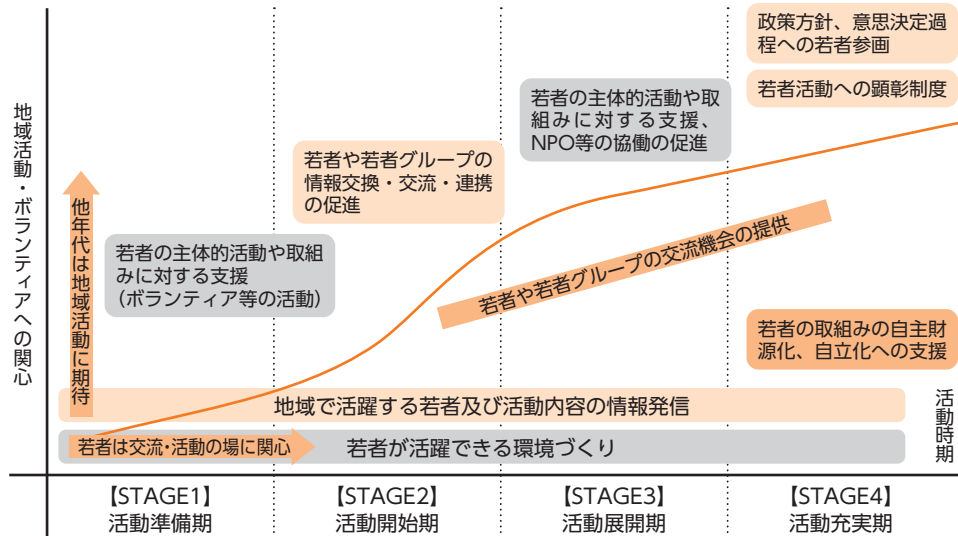 政策方針、意思決定過
程への若者参画
若者活動への顕彰制度
若者の主体的活動や取
組みに対する支援、
NPO等の協働の促進
若者や若者グループの
情報交換・交流・連携
の促進
地域活動・ボランティアへの関心
他年代は地域活動に期待
若者の主体的活動や取組
みに対する支援
(ボランティア等の活動)
若者や若者グループの交流機会の提供
若者の取組みの自主財
源化、自立化への支援
地域で活躍する若者及び活動内容の情報発信
活動時期
若者は交流・活動の場に関心
若者が活躍できる環境づくり
【STAGE1】
活動準備期
【STAGE2】
活動開始期
【STAGE3】
活動展開期
【STAGE4】
活動充実期